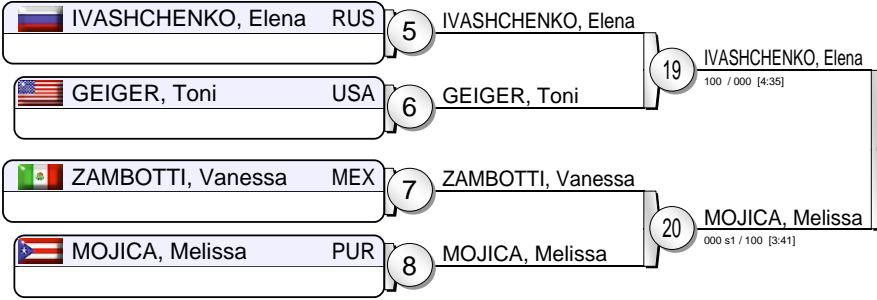 IVASHCHENKO, Elena RUS
5
IVASHCHENKO, Elena
GEIGER, Toni USA
6
GEIGER, Toni
19
IVASHCHENKO, Elena
100 / 000 [4:35]
ZAMBOTTI, Vanessa MEX
7
ZAMBOTTI, Vanessa
MOJICA, Melissa PUR
8
MOJICA, Melissa
20
MOJICA, Melissa
000 s1 / 100 [3:41]